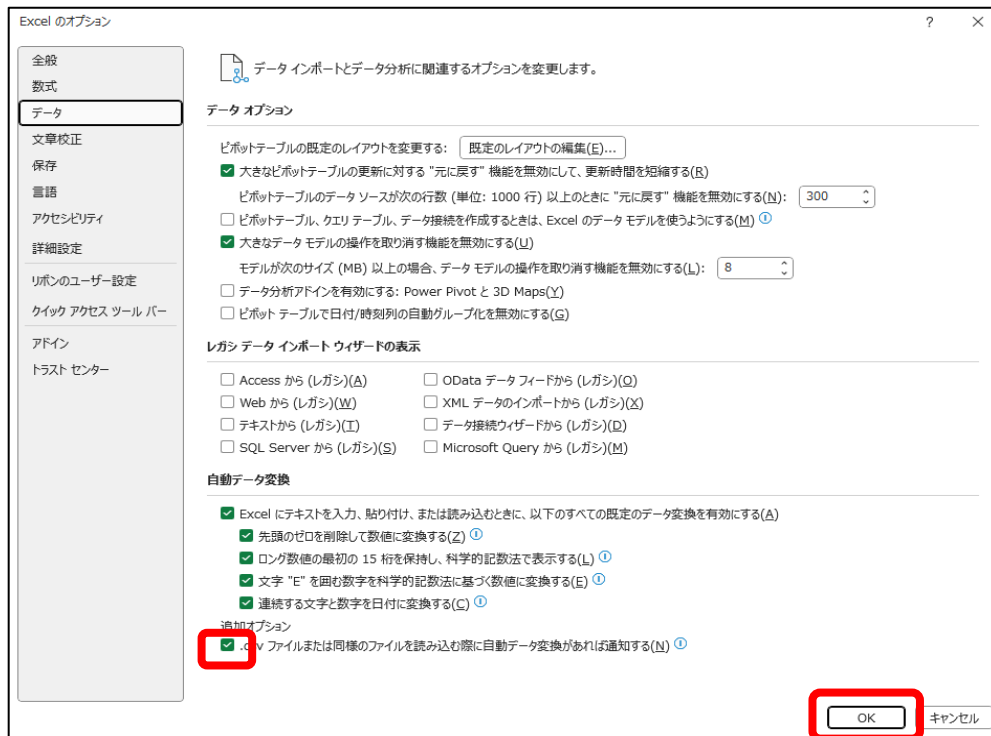 Excel のオプション
?
全般
数式
データ
文章校正
保存
言語
アクセシビリティ
詳細設定
リボンのユーザー設定
クイック アクセス ツール バー
アドイン
トラスト センター
データ インポートとデータ分析に関連するオプションを変更します。
データ オプション
ピボットテーブルの既定のレイアウトを変更する: 既定のレイアウトの編集(E)...
大きなピボットテーブルの更新に対する "元に戻す" 機能を無効にして、更新時間を短縮する(R)
ピボットテーブルのデータ ソースが次の行数 (単位: 1000 行) 以上のときに "元に戻す" 機能を無効にする(N): 300
ピボットテーブル、クエリ テーブル、データ接続を作成するときは、Excel のデータ モデルを使うようにする(M)
大きなデータ モデルの操作を取り消す機能を無効にする(U)
モデルが次のサイズ (MB) 以上の場合、データ モデルの操作を取り消す機能を無効にする(L): 8
データ分析アドインを有効にする: Power Pivot と 3D Maps(Y)
ピボット テーブルで日付/時刻列の自動グループ化を無効にする(G)
レガシ データ インポート ウィザードの表示
Access から (レガシ)(A) OData データ フィードから (レガシ)(O)
Web から (レガシ)(W) XML データのインポートから (レガシ)(X)
テキストから (レガシ)(T) データ接続ウィザードから (レガシ)(D)
SQL Server から (レガシ)(S) Microsoft Query から (レガシ)(M)
自動データ変換
Excel にテキストを入力、貼り付け、または読み込むときに、以下のすべての既定のデータ変換を有効にする(A)
先頭のゼロを削除して数値に変換する(Z)
ロング数値の最初の 15 桁を保持し、科学的記数法で表示する(L)
文字 "E" を囲む数字を科学的記数法に基づく数値に変換する(E)
連続する文字と数字を日付に変換する(C)
追加オプション
.csv ファイルまたは同様のファイルを読み込む際に自動データ変換があれば通知する(N)
OK キャンセル